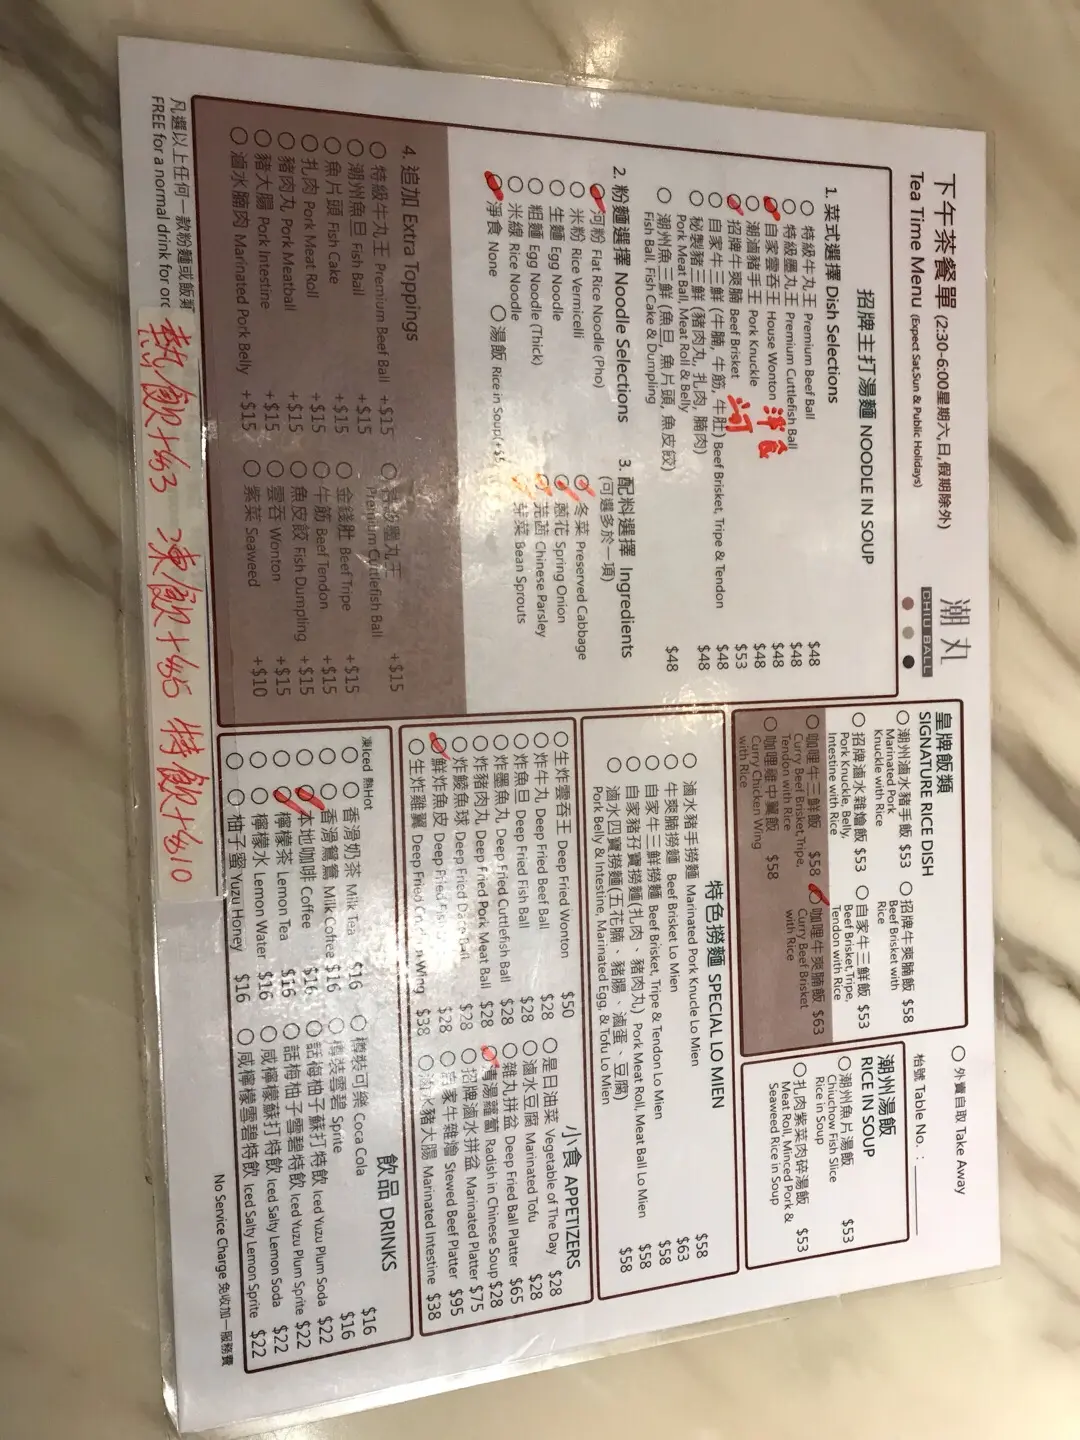 下午茶餐單 (2:30-6:00星期六,日,假期除外)
Tea Time Menu (Expect Sat,Sun & Public Holidays)
潮丸
CHIU BALL
外賣自取 Take Away
枱號 Table No. :
招牌主打湯麵 NOODLE IN SOUP
1. 菜式選擇 Dish Selections
特級牛丸王 Premium Beef Ball $48
特級墨丸王 Premium Cuttlefish Ball $48
自家雲吞王 House Wonton 淨食 $48
潮滷豬手王 Pork Knuckle $48
招牌牛爽腩 Beef Brisket 河 $53
自家牛三鮮 (牛腩, 牛筋, 牛肚) Beef Brisket, Tripe & Tendon $48
秘製豬三鮮 (豬肉丸, 扎肉, 腩肉) $48
Pork Meat Ball, Meat Roll & Belly
潮州魚三鮮 (魚旦, 魚片頭, 魚皮餃) $48
Fish Ball, Fish Cake & Dumpling
2. 粉麵選擇 Noodle Selections
河粉 Flat Rice Noodle (Pho)
米粉 Rice Vermicelli
生麵 Egg Noodle
粗麵 Egg Noodle (Thick)
米線 Rice Noodle
淨食 None
湯飯 Rice in Soup(+$5
3. 配料選擇 Ingredients
(可選多於一項)
冬菜 Preserved Cabbage
蔥花 Spring Onion
芫茜 Chinese Parsley
芽菜 Bean Sprouts
4. 追加 Extra Toppings
特級牛丸王 Premium Beef Ball +$15
潮州魚旦 Fish Ball +$15
魚片頭 Fish Cake +$15
扎肉 Pork Meat Roll +$15
豬肉丸 Pork Meatball +$15
豬大腸 Pork Intestine +$15
滷水腩肉 Marinated Pork Belly +$15
特級墨丸王
Premium Cuttlefish Ball +$15
金錢肚 Beef Tripe +$15
牛筋 Beef Tendon +$15
魚皮餃 Fish Dumpling +$15
雲吞 Wonton +$15
紫菜 Seaweed +$10
凡選以上任何一款粉麵或飯類
FREE for a normal drink for orc
熱飲+$3 凍飲+$5 特飲+$10
皇牌飯類
SIGNATURE RICE DISH
潮州滷水豬手飯 $53
Marinated Pork
Knuckle with Rice
招牌滷水雜燴飯 $53
Pork Knuckle, Belly,
Intestine with Rice
咖哩牛三鮮飯 $58
Curry Beef Brisket,Tripe,
Tendon with Rice
咖哩雞中翼飯 $58
Curry Chicken Wing
with Rice
招牌牛爽腩飯 $58
Beef Brisket with
Rice
自家牛三鮮飯 $53
Beef Brisket,Tripe,
Tendon with Rice
咖哩牛爽腩飯 $63
Curry Beef Brisket
with Rice
潮州湯飯
RICE IN SOUP
潮州魚片湯飯 $53
Chiuchow Fish Slice
Rice in Soup
扎肉紫菜肉碎湯飯 $53
Meat Roll, Minced Pork &
Seaweed Rice in Soup
特色撈麵 SPECIAL LO MIEN
滷水豬手撈麵 Marinated Pork Knucle Lo Mien $58
牛爽腩撈麵 Beef Brisket Lo Mien $63
自家牛三鮮撈麵 Beef Brisket, Tripe & Tendon Lo Mien $58
自家豬孖寶撈麵(扎肉、豬肉丸) Pork Meat Roll, Meat Ball Lo Mien $58
滷水四寶撈麵(五花腩、豬腸、滷蛋、豆腐) $58
Pork Belly & Intestine, Marinated Egg, & Tofu Lo Mien
小食 APPETIZERS
生炸雲吞王 Deep Fried Wonton $50
炸牛丸 Deep Fried Beef Ball $28
炸魚旦 Deep Fried Fish Ball $28
炸墨魚丸 Deep Fried Cuttlefish Ball $28
炸豬肉丸 Deep Fried Pork Meat Ball $28
炸鯪魚球 Deep Fried Dace Ball $28
鮮炸魚皮 Deep Fried Fish $28
生炸雞翼 Deep Fried Wing $38
是日油菜 Vegetable of The Day $28
滷水豆腐 Marinated Tofu $28
雜丸拼盆 Deep Fried Ball Platter $65
清湯蘿蔔 Radish in Chinese Soup $28
招牌滷水拼盆 Marinated Platter $75
自家牛雜燴 Stewed Beef Platter $95
滷水豬大腸 Marinated Intestine $38
飲品 DRINKS
凍Iced 熱Hot
香滑奶茶 Milk Tea $16
香滑鴛鴦 Milk Coffee $16
本地咖啡 Coffee $16
檸檬茶 Lemon Tea $16
檸檬水 Lemon Water $16
柚子蜜 Yuzu Honey $16
樽裝可樂 Coca Cola $16
樽裝雪碧 Sprite $16
話梅柚子蘇打特飲 Iced Yuzu Plum Soda $22
話梅柚子雪碧特飲 Iced Yuzu Plum Sprite $22
咸檸檬蘇打特飲 Iced Salty Lemon Soda $22
咸檸檬雪碧特飲 Iced Salty Lemon Sprite $22
No Service Charge 免收加一服務費